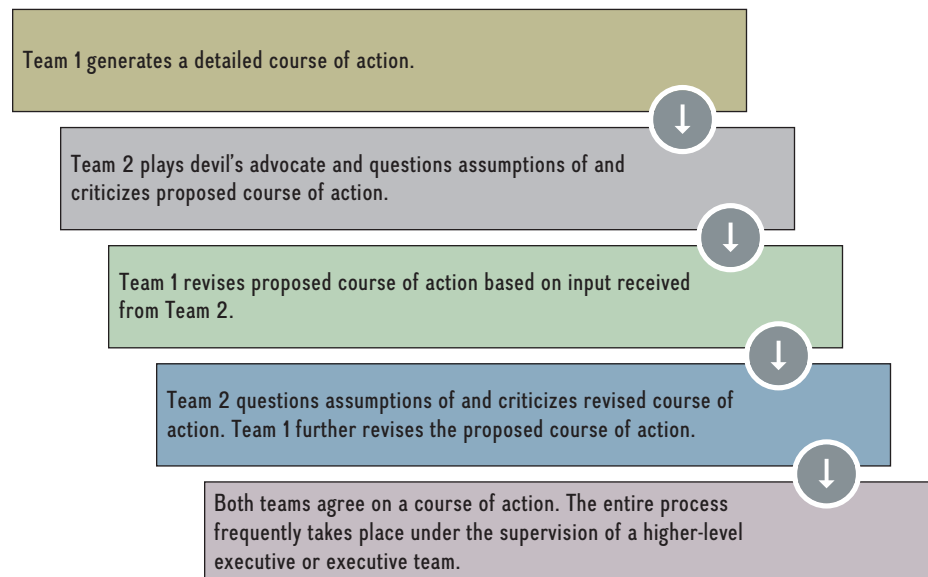 Team 1 generates a detailed course of action.
Team 2 plays devil's advocate and questions assumptions of and
criticizes proposed course of action.
Team 1 revises proposed course of action based on input received
from Team 2.
Team 2 questions assumptions of and criticizes revised course of
action. Team 1 further revises the proposed course of action.
Both teams agree on a course of action. The entire process
frequently takes place under the supervision of a higher-level
executive or executive team.